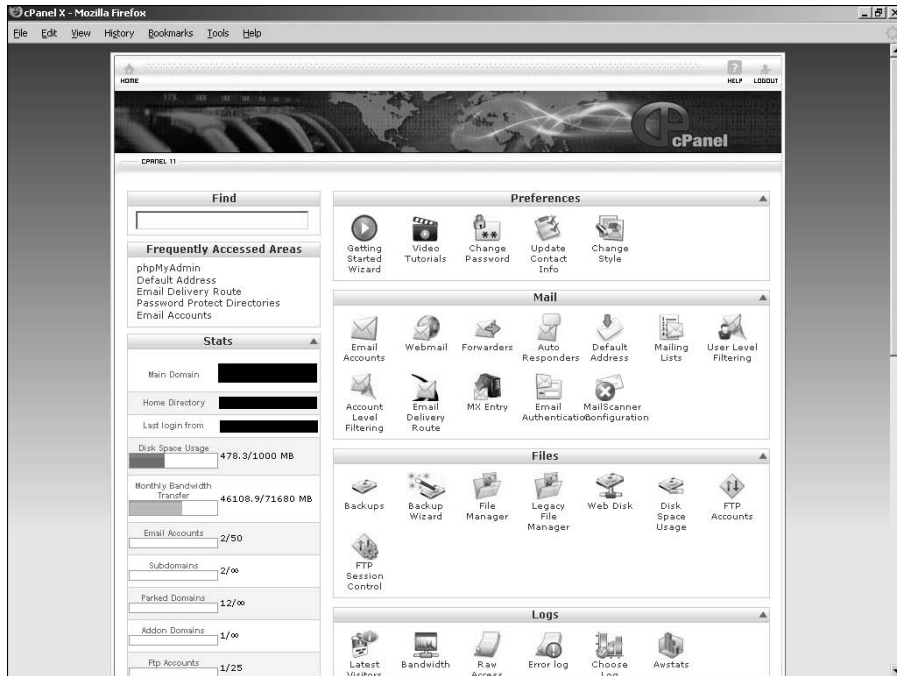 cPanel X - Mozilla Firefox
File Edit View History Bookmarks Tools Help
HOME
HELP LOGOUT
cPanel
CPANEL 11
Find
Frequently Accessed Areas
phpMyAdmin
Default Address
Email Delivery Route
Password Protect Directories
Email Accounts
Stats
Main Domain
Home Directory
Last login from
Disk Space Usage
478.3/1000 MB
Monthly Bandwidth
Transfer
46108.9/71680 MB
Email Accounts
2/50
Subdomains
2/∞
Parked Domains
12/∞
Addon Domains
1/∞
Ftp Accounts
1/25
Preferences
Getting Started Wizard
Video Tutorials
Change Password
Update Contact Info
Change Style
Mail
Email Accounts
Webmail
Forwarders
Auto Responders
Default Address
Mailing Lists
User Level Filtering
Account Level Filtering
Email Delivery Route
MX Entry
Email Authentication
MailScanner Configuration
Files
Backups
Backup Wizard
File Manager
Legacy File Manager
Web Disk
Disk Space Usage
FTP Accounts
FTP Session Control
Logs
Latest Visitors
Bandwidth
Raw Access
Error log
Choose Log
Awstats